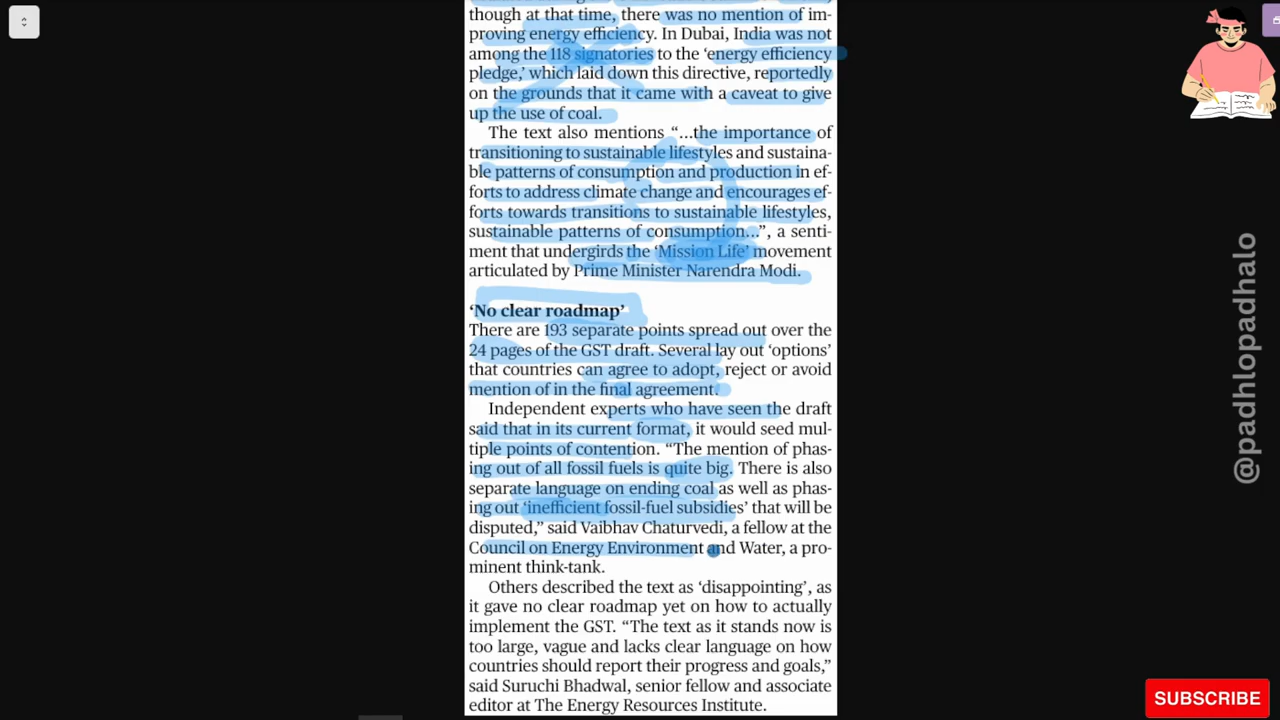 though at that time, there was no mention of im-
proving energy efficiency. In Dubai, India was not
among the 118 signatories to the ‘energy efficiency
pledge,’ which laid down this directive, reportedly
on the grounds that it came with a caveat to give
up the use of coal.
The text also mentions “...the importance of
transitioning to sustainable lifestyles and sustaina-
ble patterns of consumption and production in ef-
forts to address climate change and encourages ef-
forts towards transitions to sustainable lifestyles,
sustainable patterns of consumption...”, a senti-
ment that undergirds the ‘Mission Life’ movement
articulated by Prime Minister Narendra Modi.
‘No clear roadmap’
There are 193 separate points spread out over the
24 pages of the GST draft. Several lay out ‘options’
that countries can agree to adopt, reject or avoid
mention of in the final agreement.
Independent experts who have seen the draft
said that in its current format, it would seed mul-
tiple points of contention. “The mention of phas-
ing out of all fossil fuels is quite big. There is also
separate language on ending coal as well as phas-
ing out ‘inefficient fossil-fuel subsidies’ that will be
disputed,” said Vaibhav Chaturvedi, a fellow at the
Council on Energy Environment and Water, a pro-
minent think-tank.
Others described the text as ‘disappointing’, as
it gave no clear roadmap yet on how to actually
implement the GST. “The text as it stands now is
too large, vague and lacks clear language on how
countries should report their progress and goals,”
said Suruchi Bhadwal, senior fellow and associate
editor at The Energy Resources Institute.
@padhlopadhalo
SUBSCRIBE